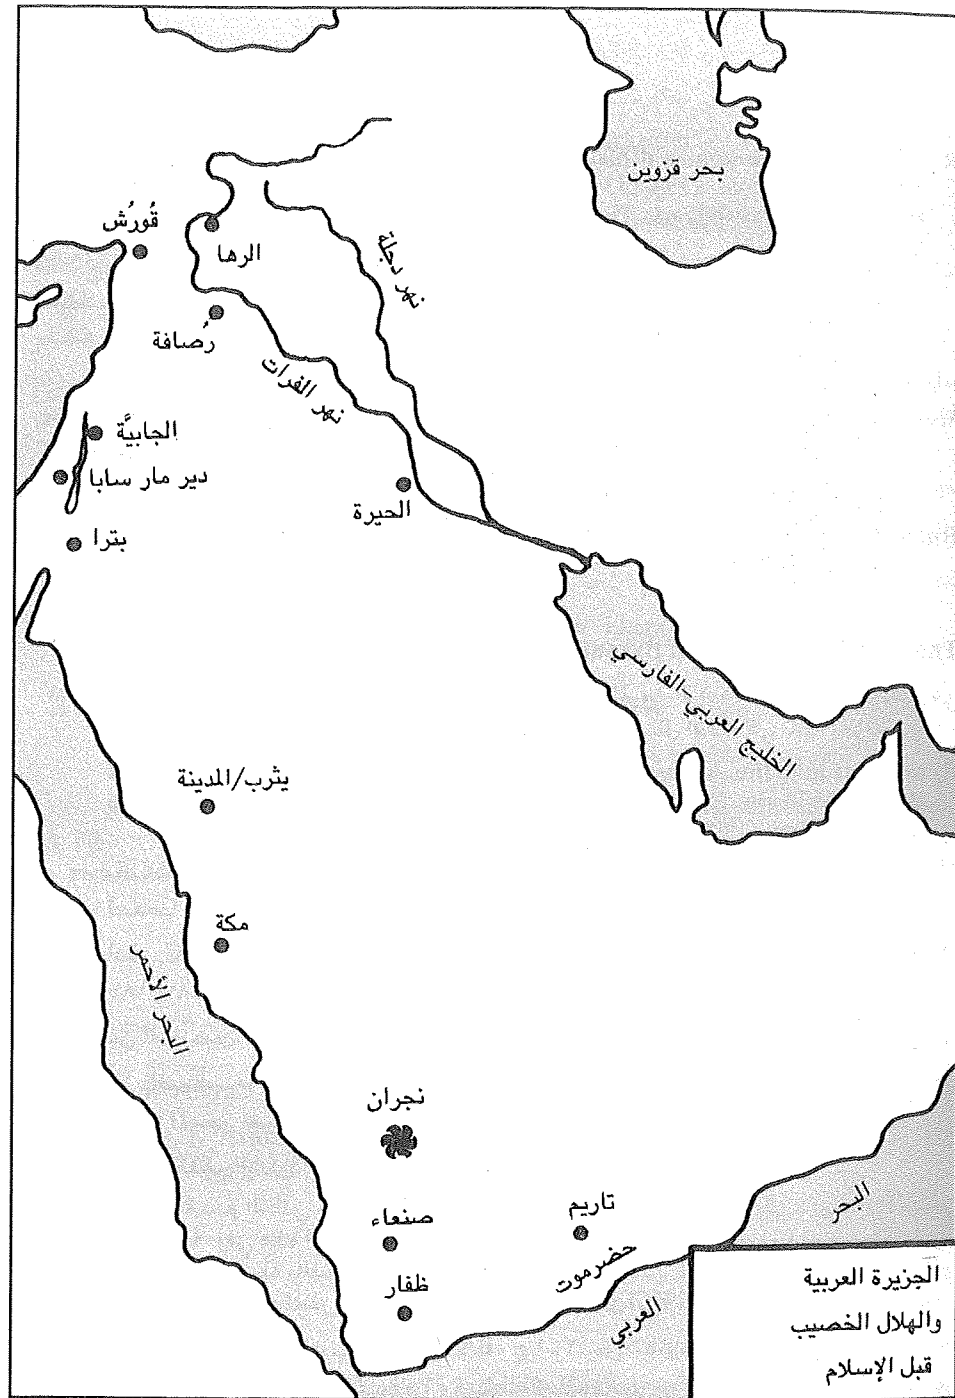 بحر قزوين
قُورُش
الرها
نهر دجلة
رُصافة
نهر الفرات
الجابيَّة
دير مار سابا
الحيرة
بترا
الخليج العربي-الفارسي
يثرب/المدينة
مكة
البحر الأحمر
نجران
تاريم
صنعاء
حضرموت
ظفار
البحر
العربي
الجزيرة العربية
والهلال الخصيب
قبل الإسلام